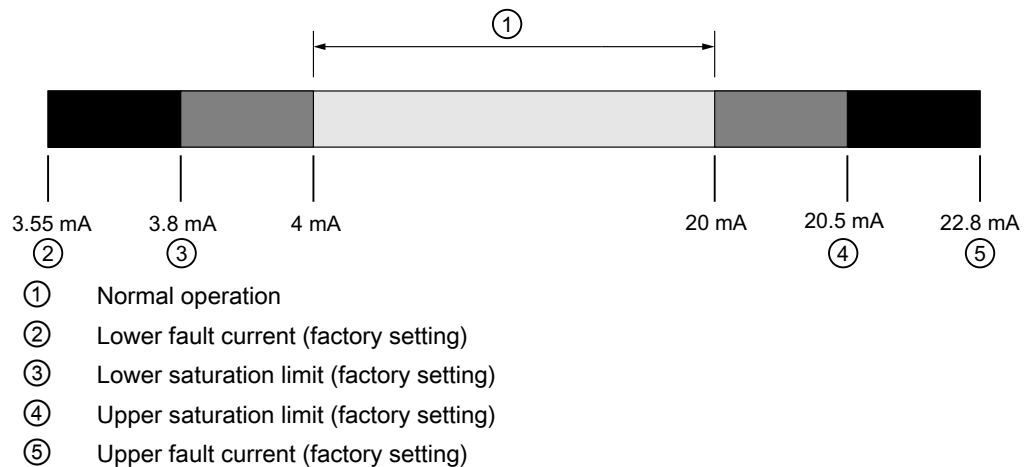 ①
3.55 mA 3.8 mA 4 mA 20 mA 20.5 mA 22.8 mA
② ③ ④ ⑤
① Normal operation
② Lower fault current (factory setting)
③ Lower saturation limit (factory setting)
④ Upper saturation limit (factory setting)
⑤ Upper fault current (factory setting)